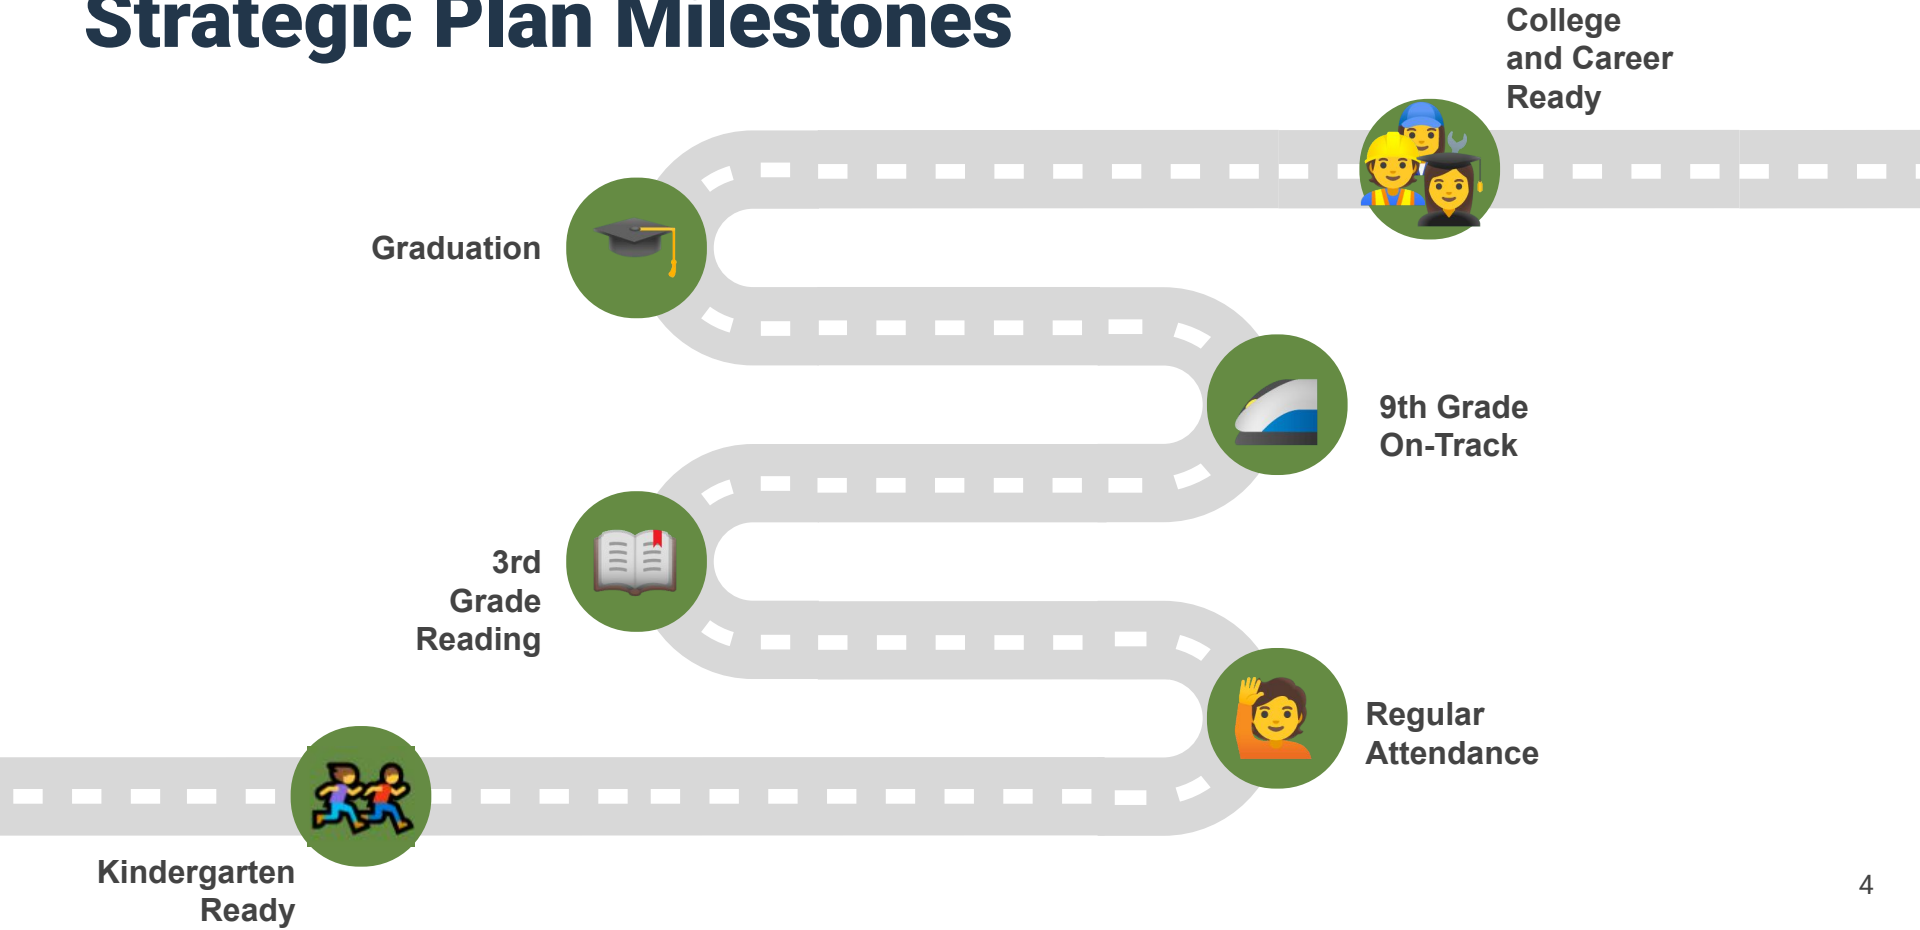 Strategic Plan Milestones
College
and Career
Ready
Graduation
9th Grade
On-Track
3rd
Grade
Reading
Regular
Attendance
Kindergarten
Ready
4